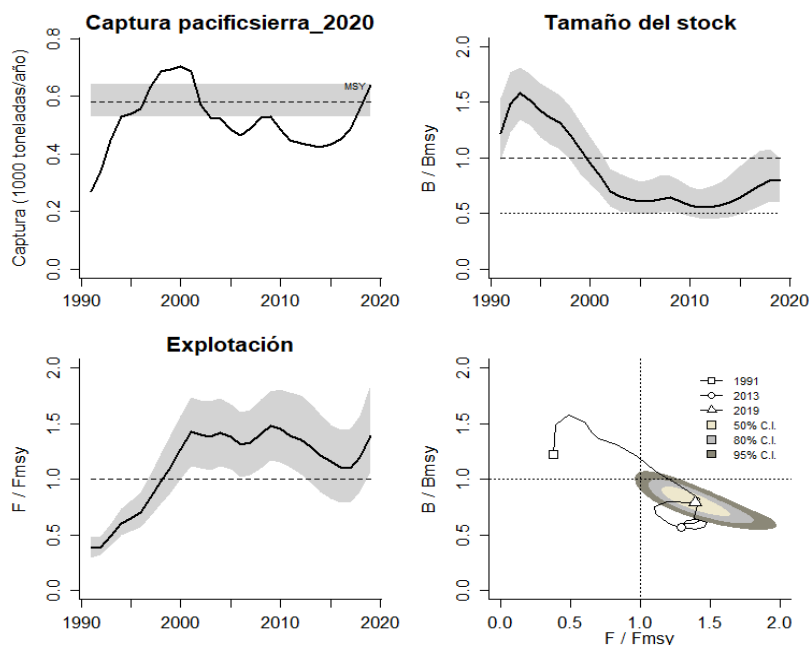 Captura pacificsierra_2020
Captura (1000 toneladas/año)
0.0 0.2 0.4 0.6 0.8
MSY
1990 2000 2010 2020
Tamaño del stock
B / Bmsy
0.0 0.5 1.0 1.5 2.0
1990 2000 2010 2020
Explotación
F / Fmsy
0.0 0.5 1.0 1.5 2.0
1990 2000 2010 2020
B / Bmsy
0.0 0.5 1.0 1.5 2.0
1991
2013
2019
50% C.I.
80% C.I.
95% C.I.
0.0 0.5 1.0 1.5 2.0
F / Fmsy